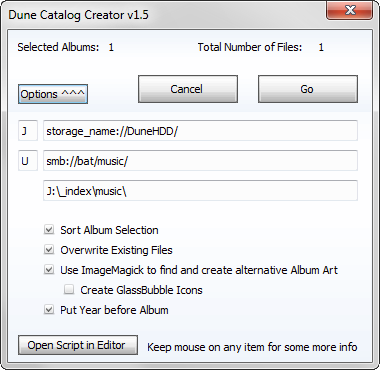 Dune Catalog Creator v1.5
Selected Albums: 1 Total Number of Files: 1
Options ^^^ Cancel Go
J storage_name://DuneHDD/
U smb://bat/music/
J:\_index\music\
Sort Album Selection
Overwrite Existing Files
Use ImageMagick to find and create alternative Album Art
Create GlassBubble Icons
Put Year before Album
Open Script in Editor Keep mouse on any item for some more info